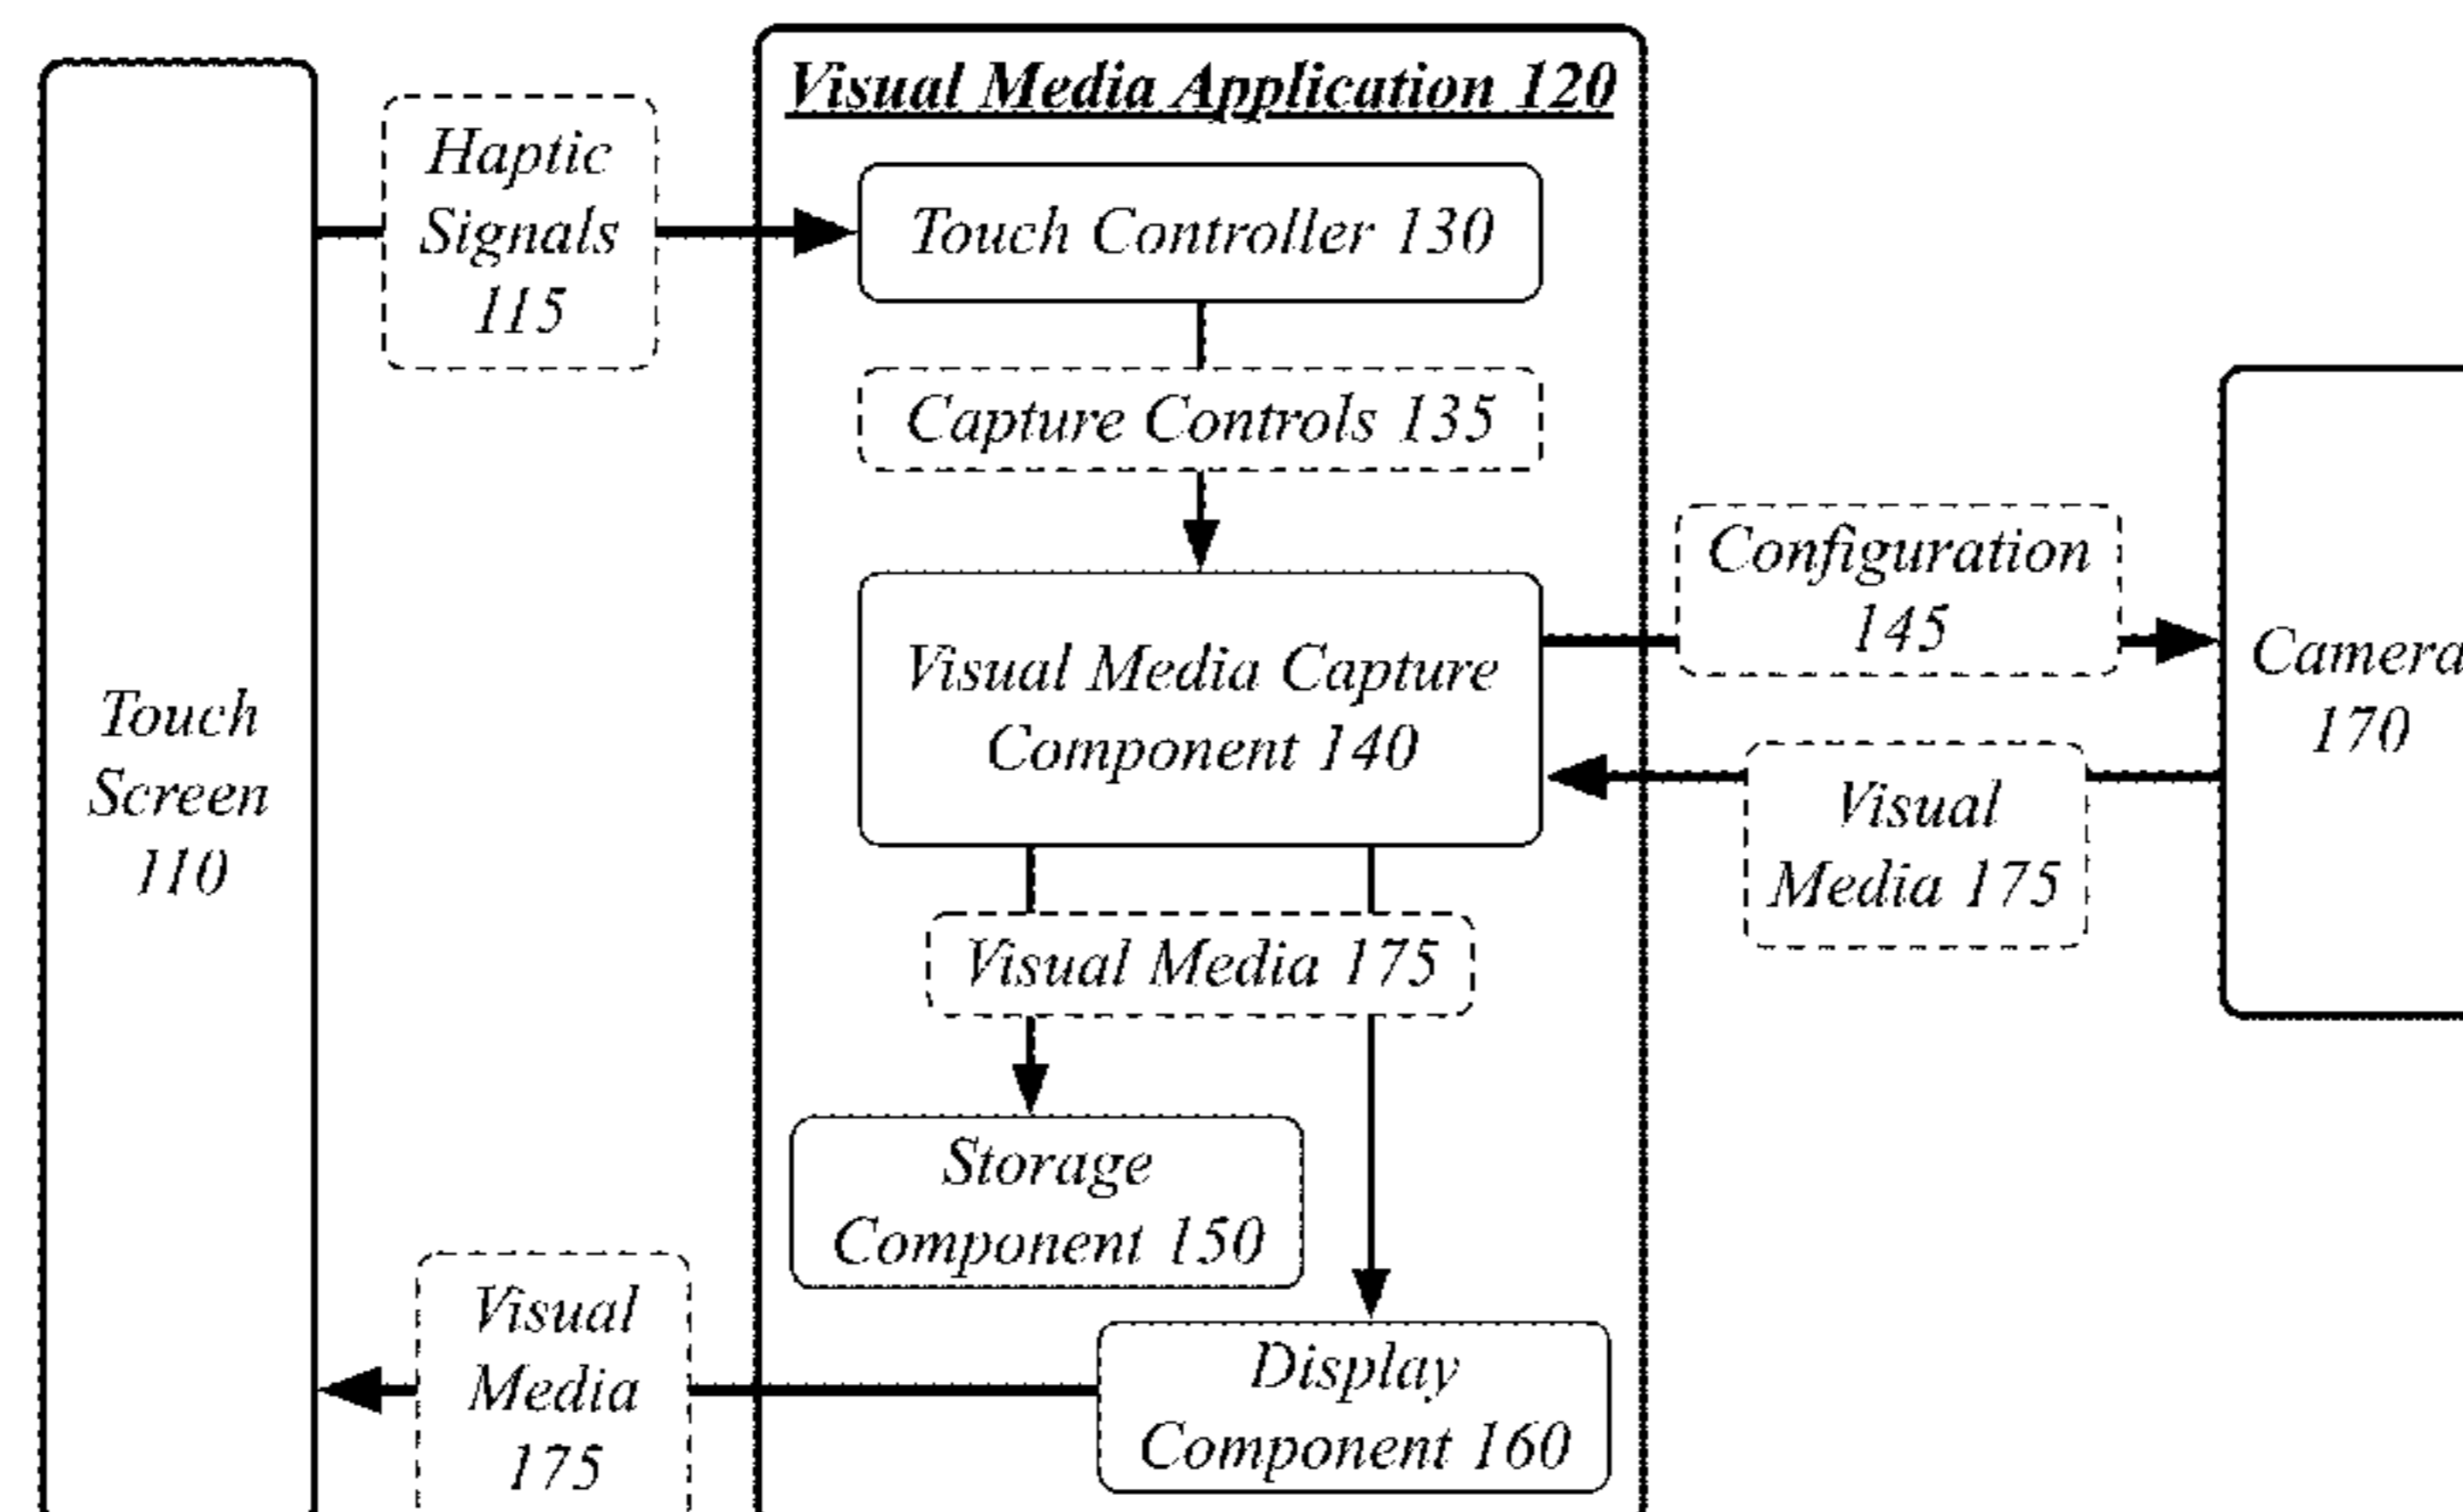 Visual Media Application 120
Haptic
Signals
115
Touch Controller 130
Capture Controls 135
Configuration
145
Visual Media Capture
Component 140
Camera
170
Touch
Screen
110
Visual
Media 175
Visual Media 175
Storage
Component 150
Visual
Media
175
Display
Component 160